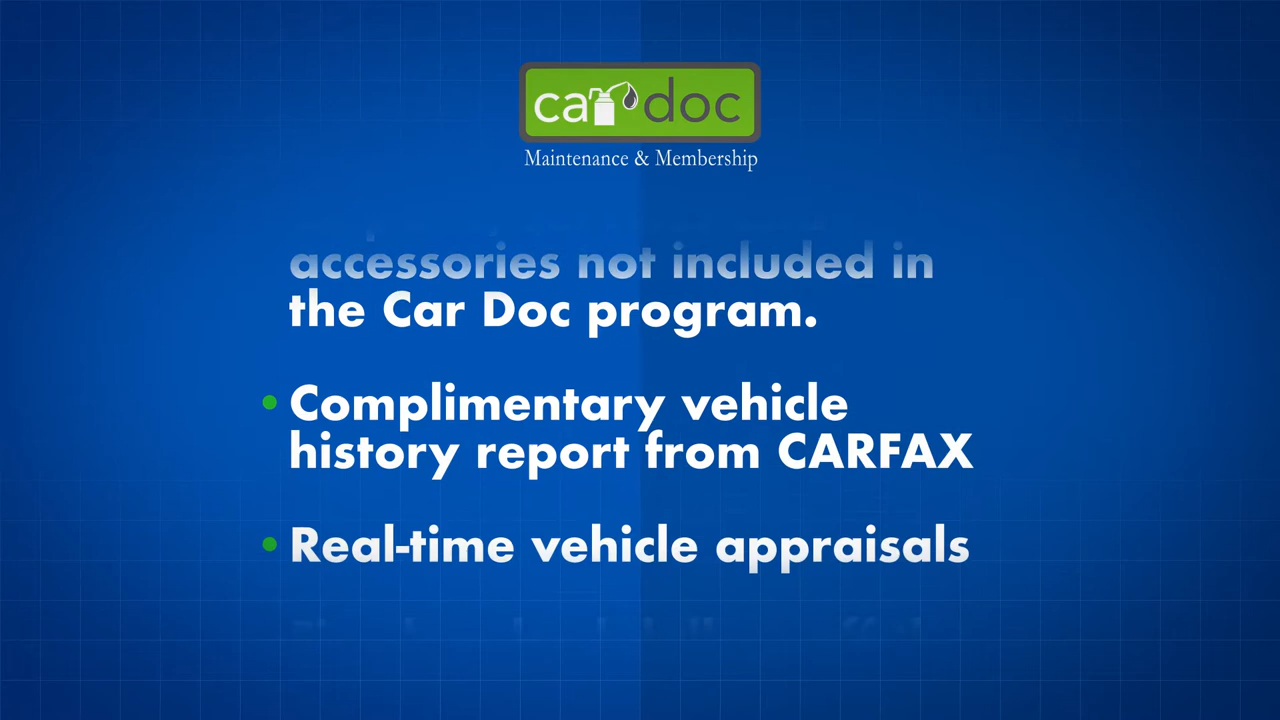 car doc
Maintenance & Membership
accessories not included in
the Car Doc program.
• Complimentary vehicle
history report from CARFAX
• Real-time vehicle appraisals